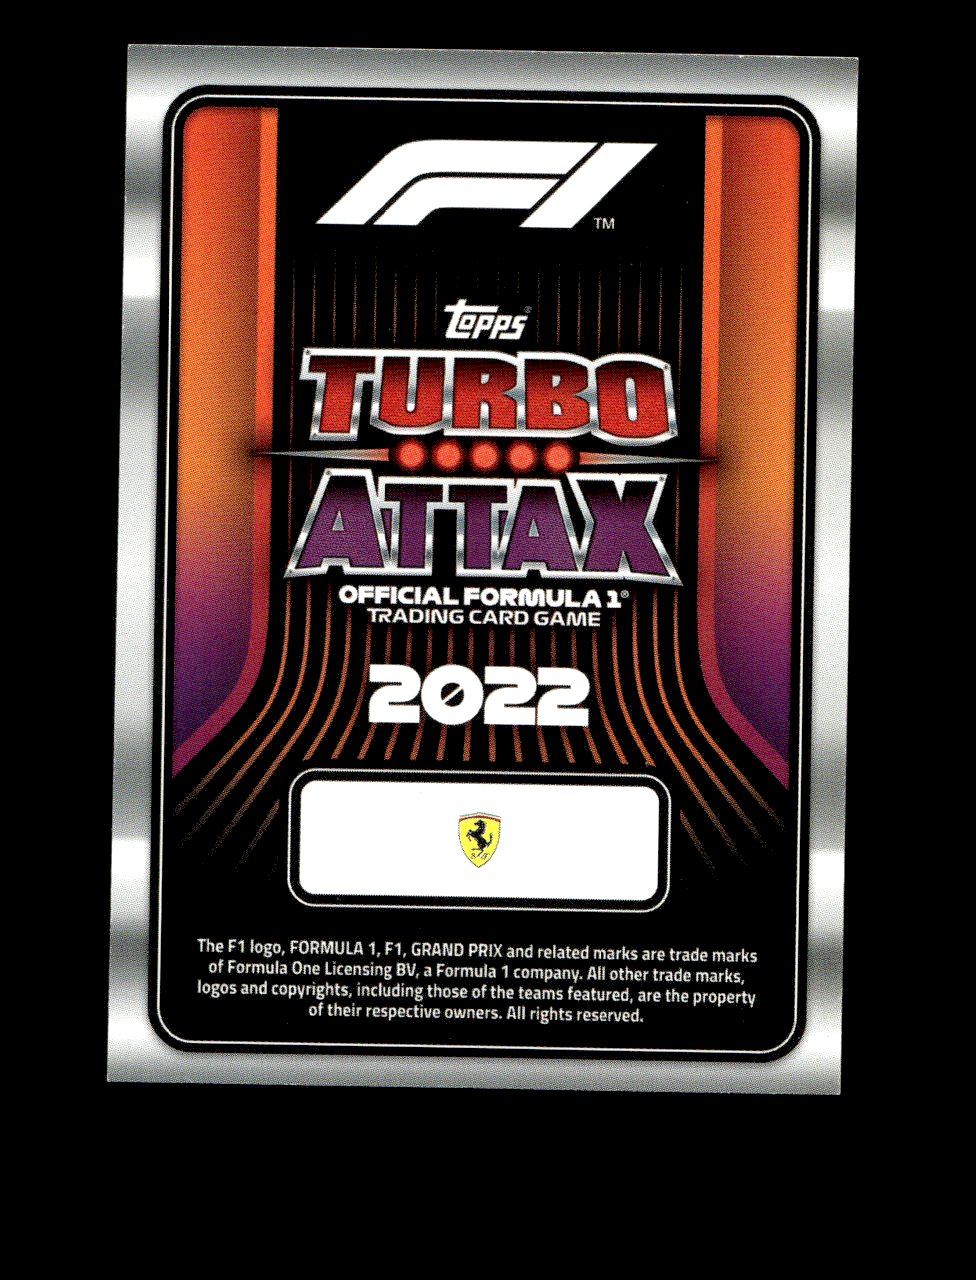 F1™
Topps®
TURBO
ATTAX
OFFICIAL FORMULA 1®
TRADING CARD GAME
2022
S F
The F1 logo, FORMULA 1, F1, GRAND PRIX and related marks are trade marks
of Formula One Licensing BV, a Formula 1 company. All other trade marks,
logos and copyrights, including those of the teams featured, are the property
of their respective owners. All rights reserved.